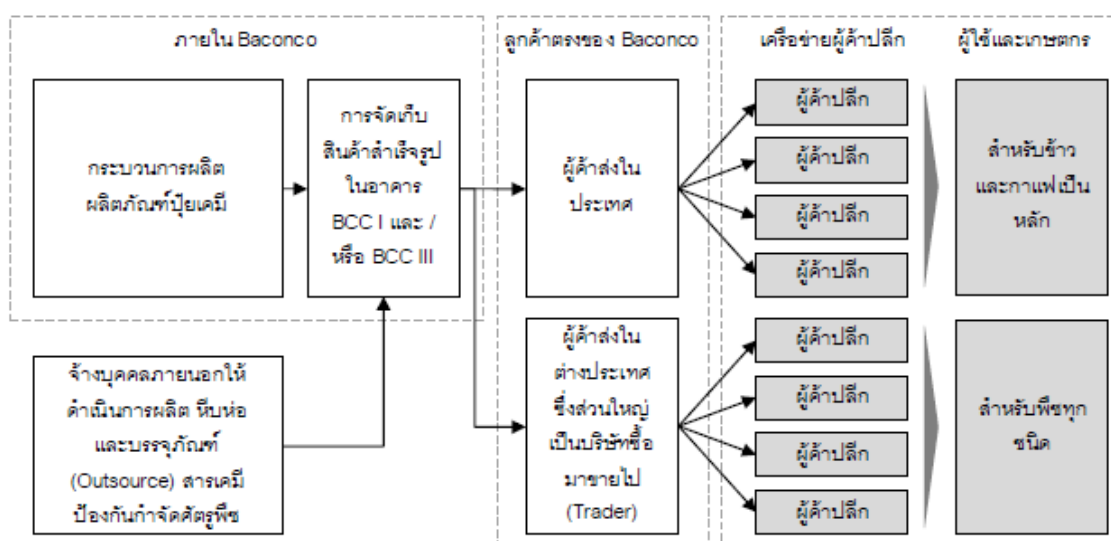 ภายใน Baconco
ลูกค้าตรงของ Baconco
เครือข่ายผู้ค้าปลีก
ผู้ใช้และเกษตกร
กระบวนการผลิต
ผลิตภัณฑ์ปุ๋ยเคมี
การจัดเก็บ
สินค้าสำเร็จรูป
ในอาคาร
BCC I และ /
หรือ BCC III
ผู้ค้าส่งใน
ประเทศ
ผู้ค้าปลีก
ผู้ค้าปลีก
ผู้ค้าปลีก
ผู้ค้าปลีก
สำหรับข้าว
และกาแฟเป็น
หลัก
จ้างบุคคลภายนอกให้
ดำเนินการผลิต หีบห่อ
และบรรจุภัณฑ์
(Outsource) สารเคมี
ป้องกันกำจัดศัตรูพืช
ผู้ค้าส่งใน
ต่างประเทศ
ซึ่งส่วนใหญ่
เป็นบริษัทซื้อ
มาขายไป
(Trader)
ผู้ค้าปลีก
ผู้ค้าปลีก
ผู้ค้าปลีก
ผู้ค้าปลีก
สำหรับพืชทุก
ชนิด